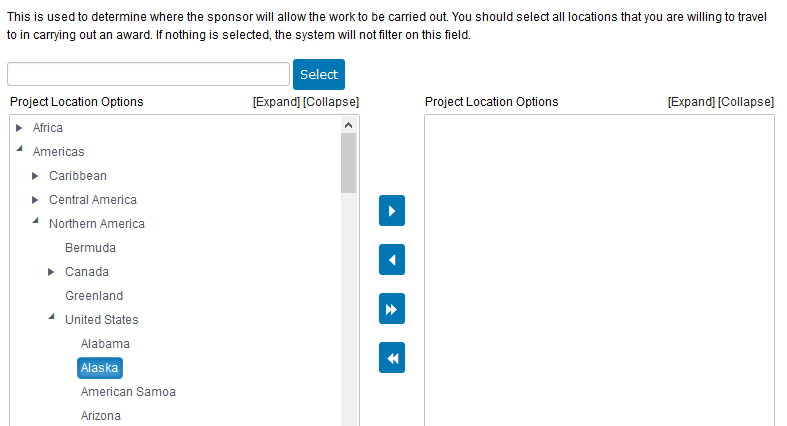 This is used to determine where the sponsor will allow the work to be carried out. You should select all locations that you are willing to travel
to in carrying out an award. If nothing is selected, the system will not filter on this field.
Select
Project Location Options [Expand] [Collapse]
Africa
Americas
Caribbean
Central America
Northern America
Bermuda
Canada
Greenland
United States
Alabama
Alaska
American Samoa
Arizona
Project Location Options [Expand] [Collapse]